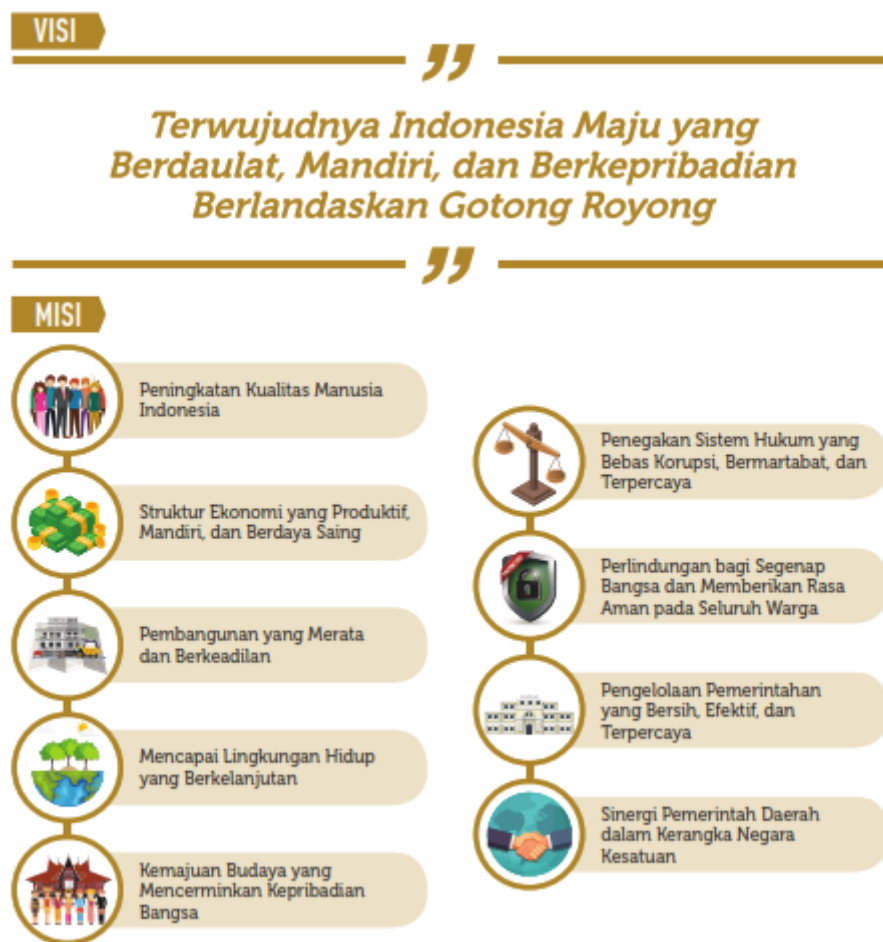 VISI
Terwujudnya Indonesia Maju yang
Berdaulat, Mandiri, dan Berkepribadian
Berlandaskan Gotong Royong
MISI
Peningkatan Kualitas Manusia
Indonesia
Struktur Ekonomi yang Produktif,
Mandiri, dan Berdaya Saing
Pembangunan yang Merata
dan Berkeadilan
Mencapai Lingkungan Hidup
yang Berkelanjutan
Kemajuan Budaya yang
Mencerminkan Kepribadian
Bangsa
Penegakan Sistem Hukum yang
Bebas Korupsi, Bermartabat, dan
Terpercaya
Perlindungan bagi Segenap
Bangsa dan Memberikan Rasa
Aman pada Seluruh Warga
Pengelolaan Pemerintahan
yang Bersih, Efektif, dan
Terpercaya
Sinergi Pemerintah Daerah
dalam Kerangka Negara
Kesatuan